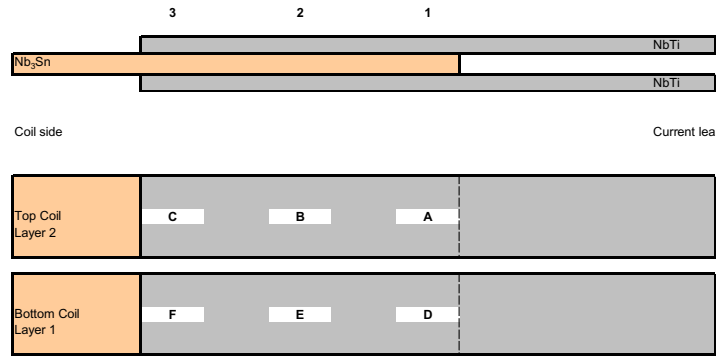 3 2 1
NbTi
Nb₃Sn
NbTi
Coil side Current lea
Top Coil C B A
Layer 2
Bottom Coil F E D
Layer 1